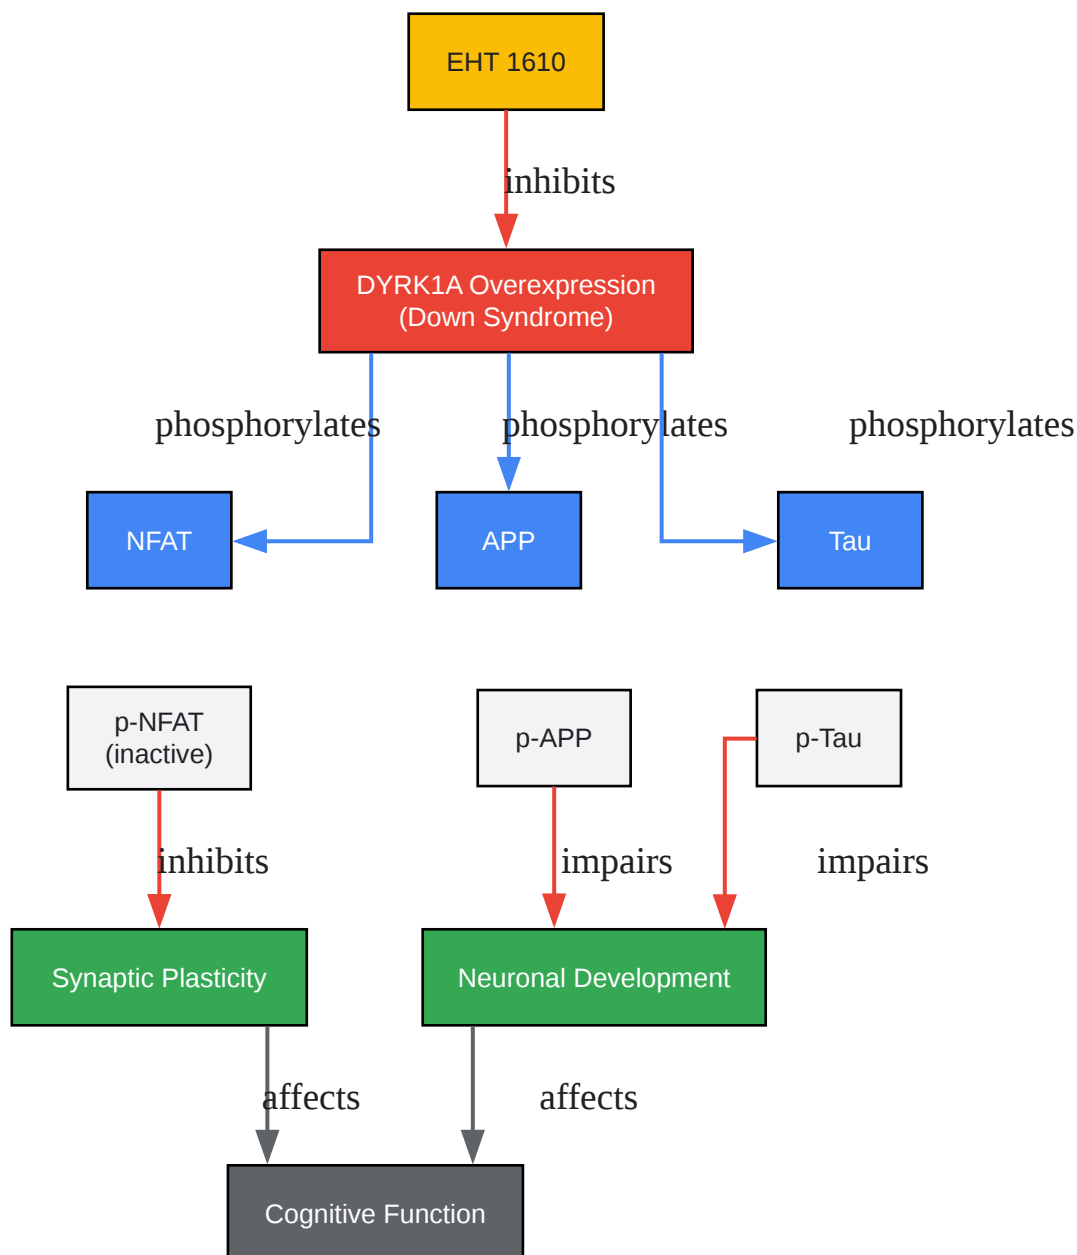 EHT 1610
inhibits
DYRK1A Overexpression
(Down Syndrome)
phosphorylates
phosphorylates
phosphorylates
NFAT
APP
Tau
p-NFAT
(inactive)
p-APP
p-Tau
inhibits
impairs
impairs
Synaptic Plasticity
Neuronal Development
affects
affects
Cognitive Function